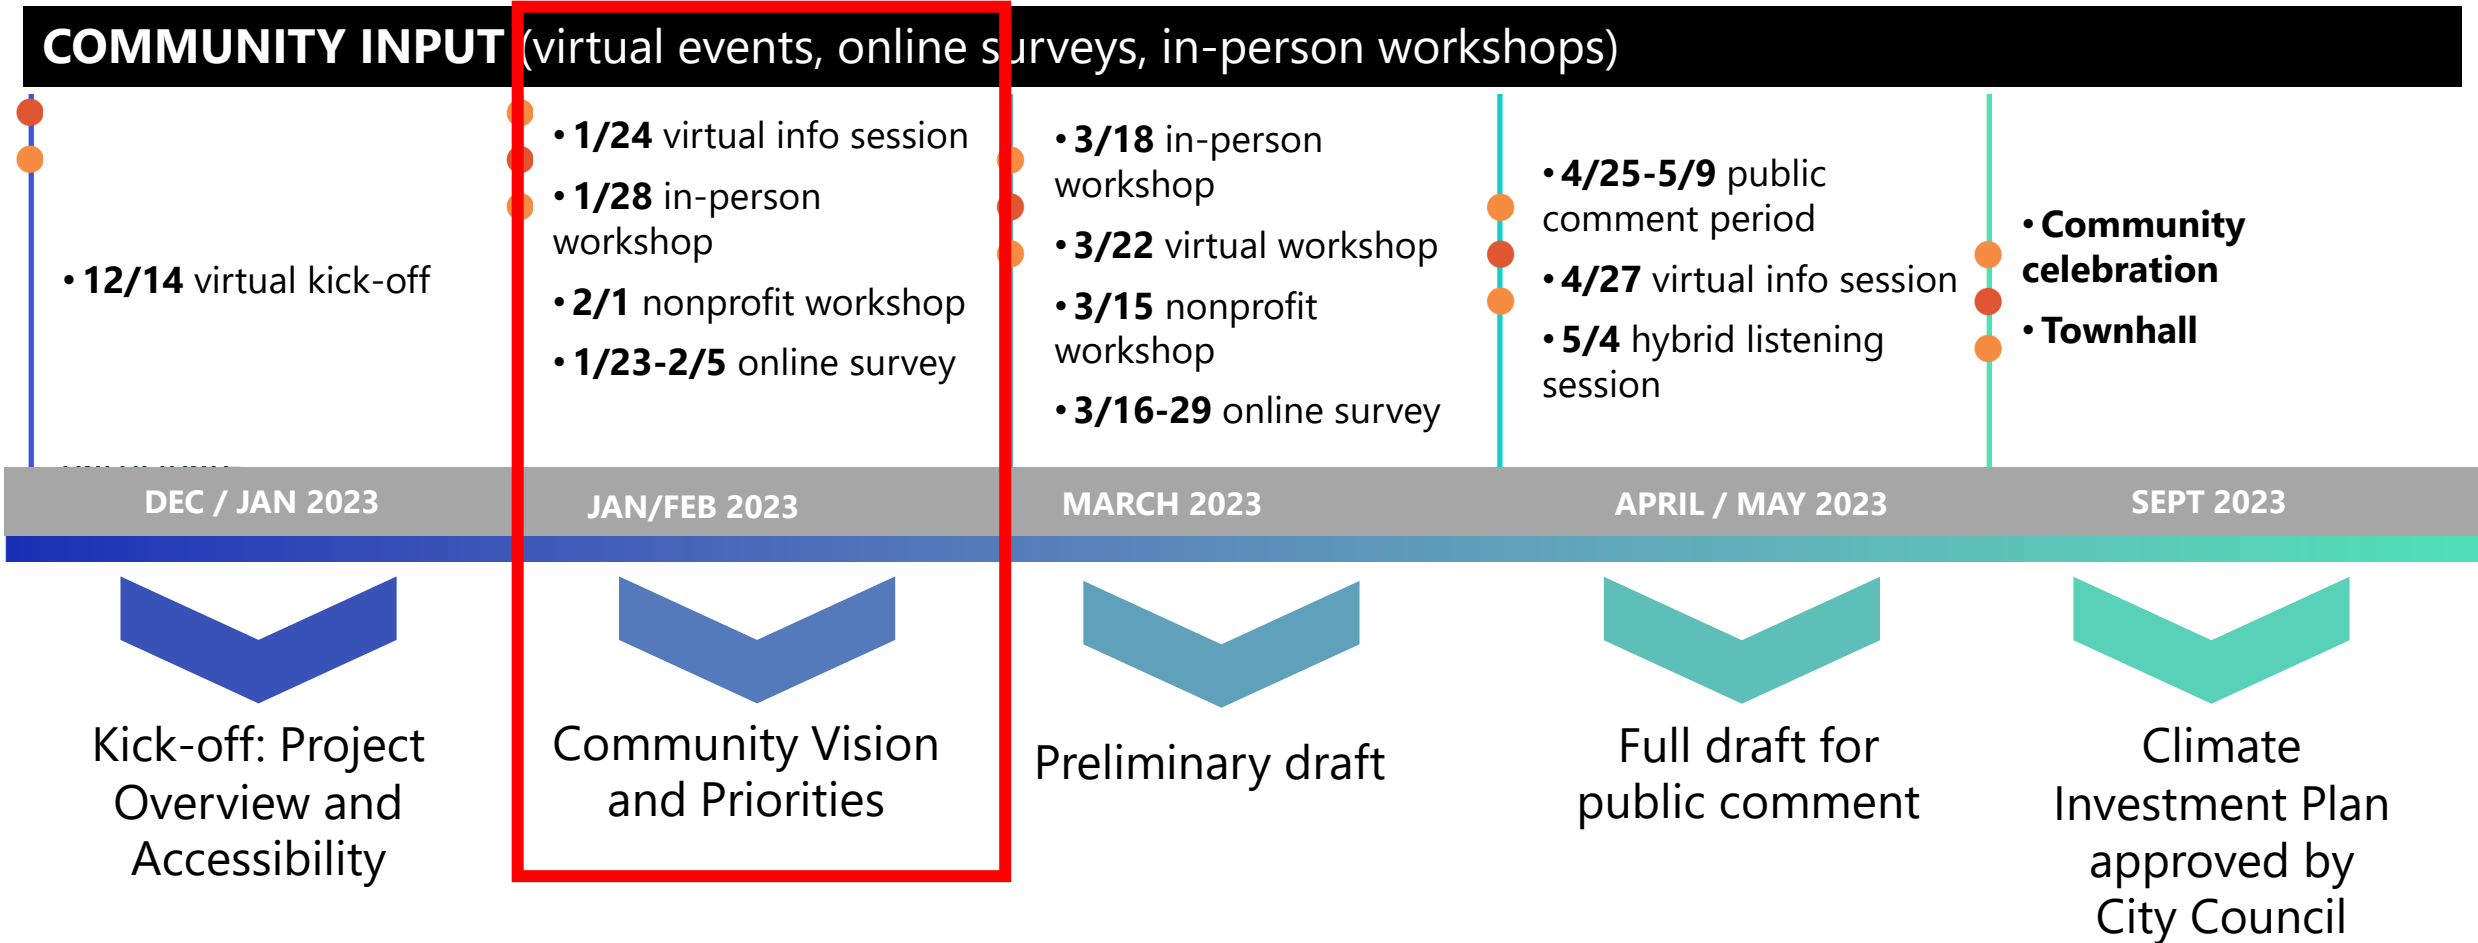 COMMUNITY INPUT (virtual events, online surveys, in-person workshops)
• 12/14 virtual kick-off
• 1/24 virtual info session
• 1/28 in-person
workshop
• 2/1 nonprofit workshop
• 1/23-2/5 online survey
• 3/18 in-person
workshop
• 3/22 virtual workshop
• 3/15 nonprofit
workshop
• 3/16-29 online survey
• 4/25-5/9 public
comment period
• 4/27 virtual info session
• 5/4 hybrid listening
session
• Community
celebration
• Townhall
DEC / JAN 2023
JAN/FEB 2023
MARCH 2023
APRIL / MAY 2023
SEPT 2023
Kick-off: Project
Overview and
Accessibility
Community Vision
and Priorities
Preliminary draft
Full draft for
public comment
Climate
Investment Plan
approved by
City Council